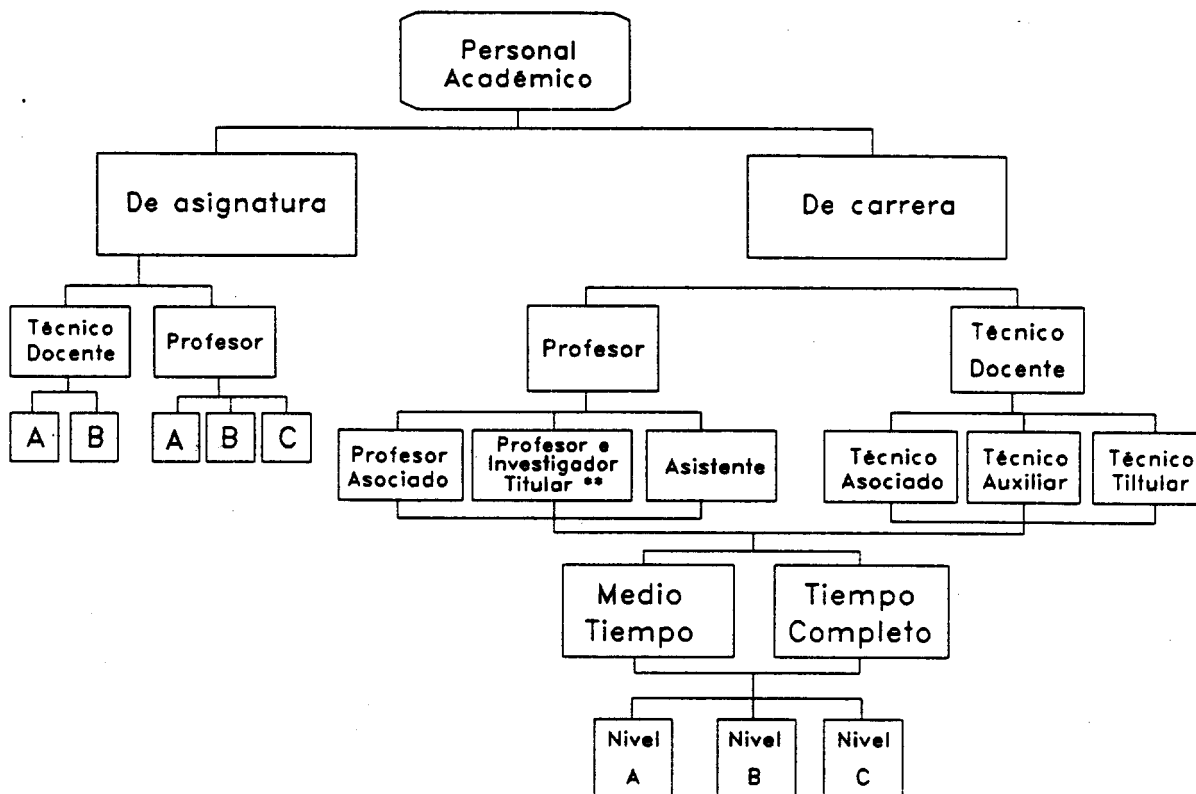 Personal
Académico
De asignatura
De carrera
Técnico
Docente
Profesor
Profesor
Técnico
Docente
A
B
A
B
C
Profesor
Asociado
Profesor e
Investigador
Titular **
Asistente
Técnico
Asociado
Técnico
Auxiliar
Técnico
Tiltular
Medio
Tiempo
Tiempo
Completo
Nivel
A
Nivel
B
Nivel
C